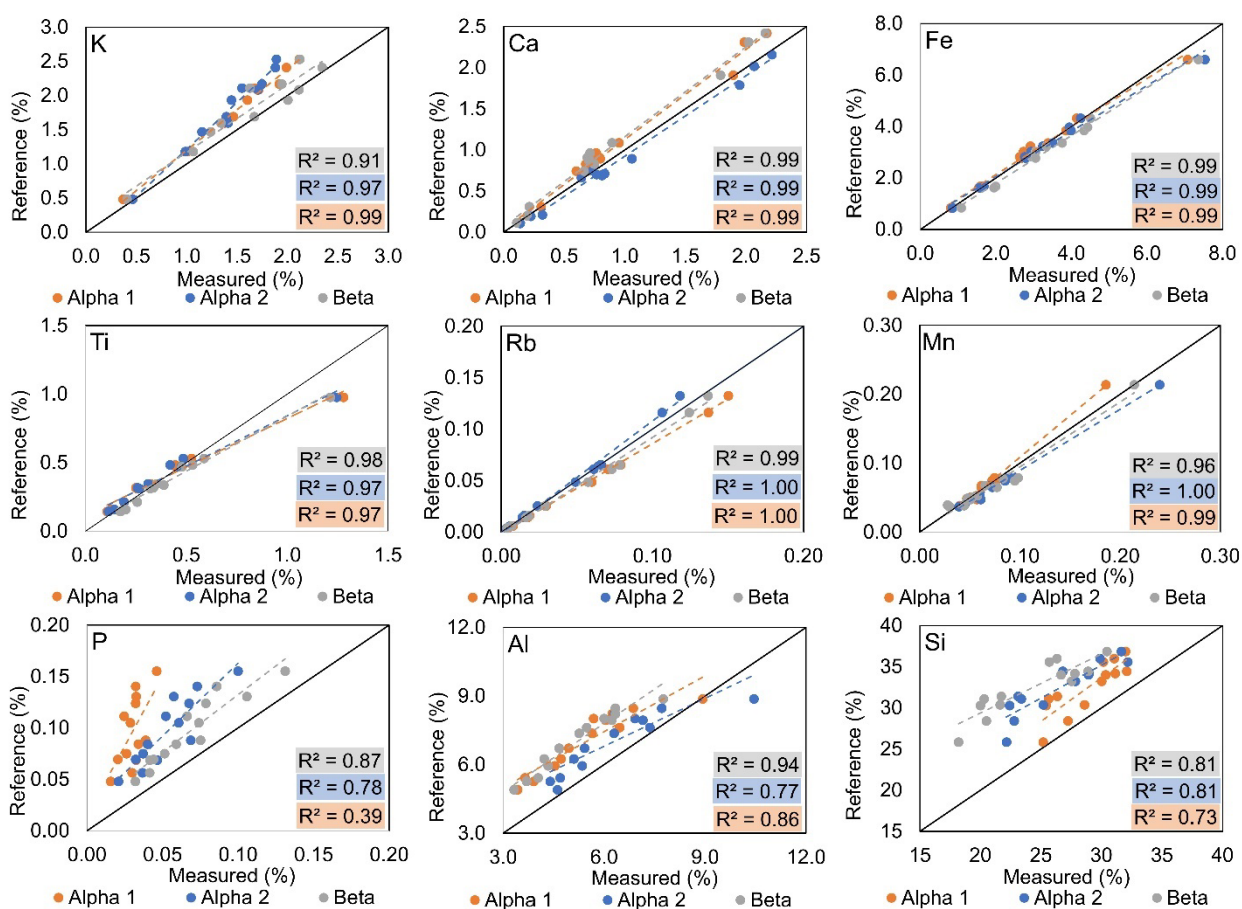 K
Reference (%)
3.0
2.5
2.0
1.5
1.0
0.5
0.0
R² = 0.91
R² = 0.97
R² = 0.99
0.0 0.5 1.0 1.5 2.0 2.5 3.0
Measured (%)
Alpha 1 Alpha 2 Beta
Ca
Reference (%)
2.5
2.0
1.5
1.0
0.5
0.0
R² = 0.99
R² = 0.99
R² = 0.99
0.0 0.5 1.0 1.5 2.0 2.5
Measured (%)
Alpha 1 Alpha 2 Beta
Fe
Reference (%)
8.0
6.0
4.0
2.0
0.0
R² = 0.99
R² = 0.99
R² = 0.99
0.0 2.0 4.0 6.0 8.0
Measured (%)
Alpha 1 Alpha 2 Beta
Ti
Reference (%)
1.5
1.0
0.5
0.0
R² = 0.98
R² = 0.97
R² = 0.97
0.0 0.5 1.0 1.5
Measured (%)
Alpha 1 Alpha 2 Beta
Rb
Reference (%)
0.20
0.15
0.10
0.05
0.00
R² = 0.99
R² = 1.00
R² = 1.00
0.00 0.10 0.20
Measured (%)
Alpha 1 Alpha 2 Beta
Mn
Reference (%)
0.30
0.20
0.10
0.00
R² = 0.96
R² = 1.00
R² = 0.99
0.00 0.10 0.20 0.30
Measured (%)
Alpha 1 Alpha 2 Beta
P
Reference (%)
0.20
0.15
0.10
0.05
0.00
R² = 0.87
R² = 0.78
R² = 0.39
0.00 0.05 0.10 0.15 0.20
Measured (%)
Alpha 1 Alpha 2 Beta
Al
Reference (%)
12.0
9.0
6.0
3.0
R² = 0.94
R² = 0.77
R² = 0.86
3.0 6.0 9.0 12.0
Measured (%)
Alpha 1 Alpha 2 Beta
Si
Reference (%)
40
35
30
25
20
15
R² = 0.81
R² = 0.81
R² = 0.73
15 20 25 30 35 40
Measured (%)
Alpha 1 Alpha 2 Beta